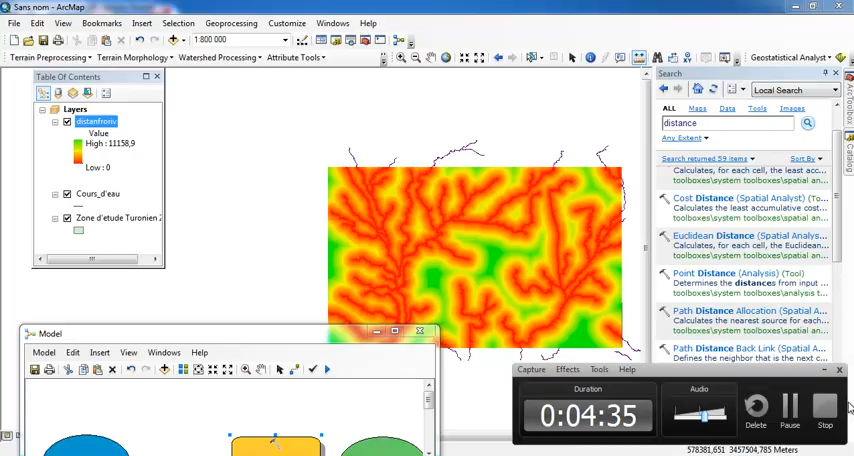 Sans nom - ArcMap
File Edit View Bookmarks Insert Selection Geoprocessing Customize Windows Help
1:800 000
Terrain Preprocessing Terrain Morphology Watershed Processing Attribute Tools
Geostatistical Analyst
Table Of Contents
Layers
distanfroriv
Value
High : 11158,9
Low : 0
Cours_d'eau
Zone d'etude Turonien 2
Search
Local Search
ALL Maps Data Tools Images
distance
Any Extent
Search returned 59 items Sort By
Calculates, for each cell, the least acc...
toolboxes\system toolboxes\spatial an...
Cost Distance (Spatial Analyst) (Too...
Calculates the least accumulative cost...
toolboxes\system toolboxes\spatial an...
Euclidean Distance (Spatial Analys...
Calculates, for each cell, the Euclidean...
toolboxes\system toolboxes\spatial an...
Point Distance (Analysis) (Tool)
Determines the distances from input ...
toolboxes\system toolboxes\analysis t...
Path Distance Allocation (Spatial A...
Calculates the nearest source for each...
toolboxes\system toolboxes\spatial an...
Path Distance Back Link (Spatial A...
Defines the neighbor that is the next c...
ArcToolbox
Catalog
Model
Model Edit Insert View Windows Help
Capture Effects Tools Help
Duration
0:04:35
Audio
Delete Pause Stop
578381,651 3457504,785 Meters